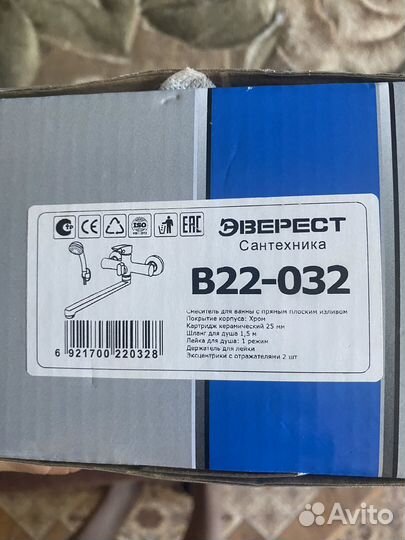 ЭВЕРЕСТ
Сантехника
B22-032
Смеситель для ванны с прямым плоским изливом
Покрытие корпуса: Хром
Картридж керамический 25 мм
Шланг для душа 1,5 м
Лейка для душа: 1 режим
Держатель для лейки
Эксцентрики с отражателями 2 шт
6 921700 220328
CE
ISO
EAC
Avito